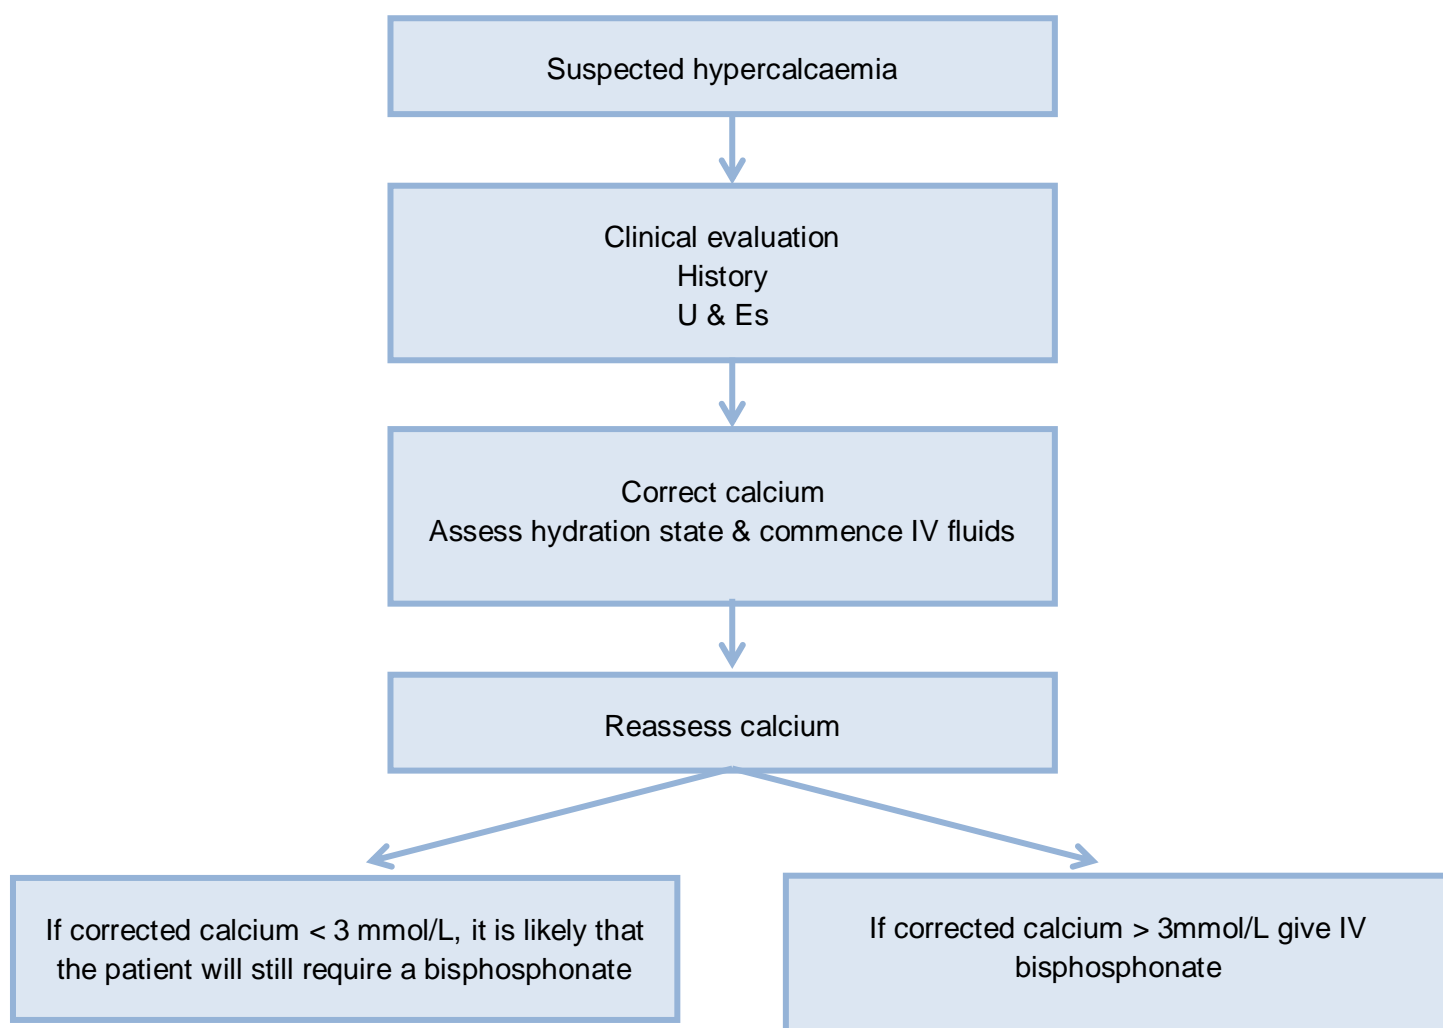 Suspected hypercalcaemia
Clinical evaluation
History
U & Es
Correct calcium
Assess hydration state & commence IV fluids
Reassess calcium
If corrected calcium < 3 mmol/L, it is likely that
the patient will still require a bisphosphonate
If corrected calcium > 3mmol/L give IV
bisphosphonate